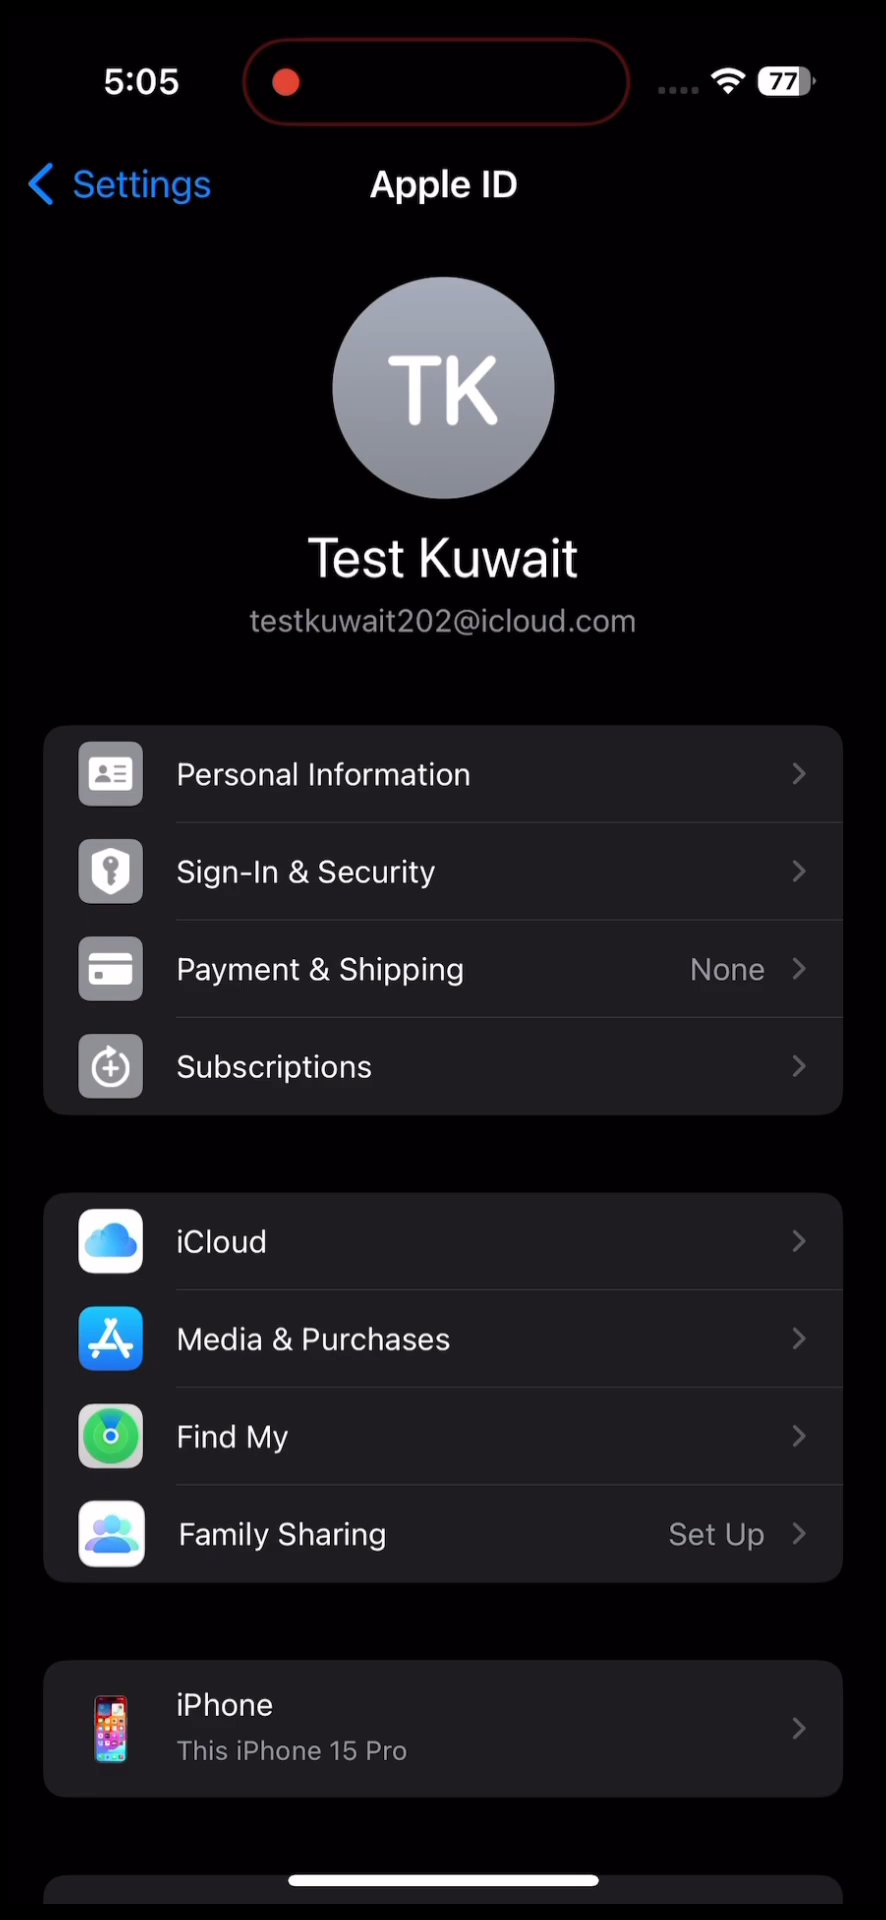 5:05
77
Settings
Apple ID
TK
Test Kuwait
testkuwait202@icloud.com
Personal Information
Sign-In & Security
Payment & Shipping None
Subscriptions
iCloud
Media & Purchases
Find My
Family Sharing Set Up
iPhone
This iPhone 15 Pro